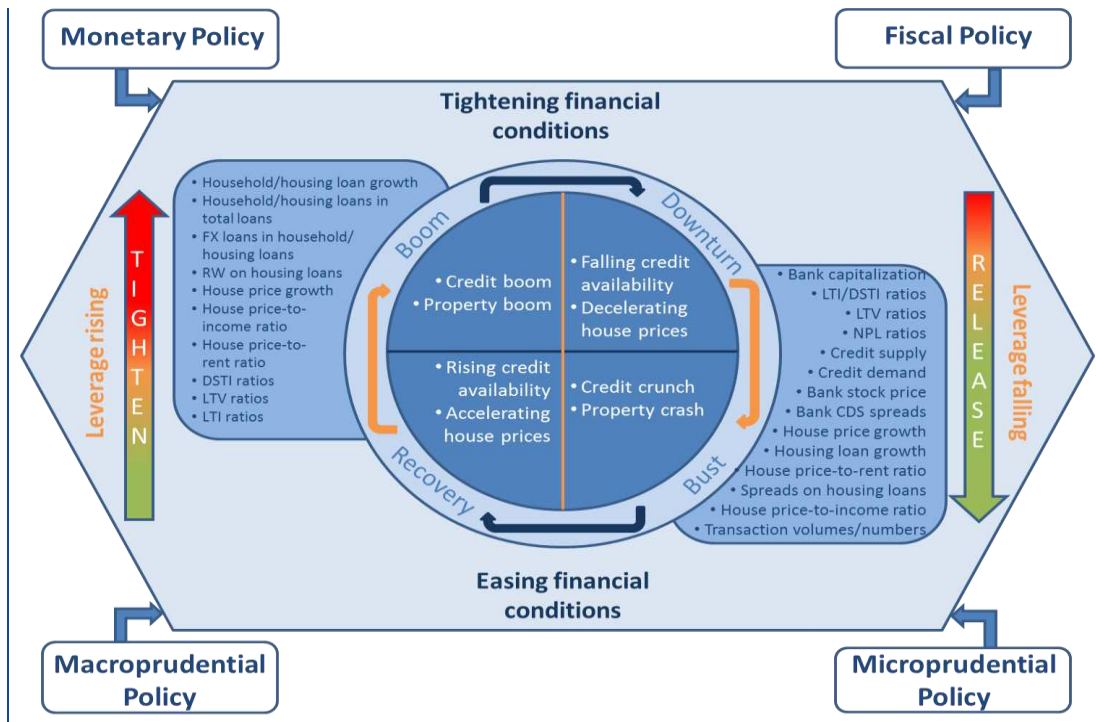 Monetary Policy
Fiscal Policy
Tightening financial
conditions
• Household/housing loan growth
• Household/housing loans in
total loans
• FX loans in household/
housing loans
• RW on housing loans
• House price growth
• House price-to-
income ratio
• House price-to-
rent ratio
• DSTI ratios
• LTV ratios
• LTI ratios
Leverage rising
TIGHTEN
Boom
Downturn
• Credit boom
• Property boom
• Falling credit
availability
• Decelerating
house prices
• Rising credit
availability
• Accelerating
house prices
• Credit crunch
• Property crash
Recovery
Bust
• Bank capitalization
• LTI/DSTI ratios
• LTV ratios
• NPL ratios
• Credit supply
• Credit demand
• Bank stock price
• Bank CDS spreads
• House price growth
• Housing loan growth
• House price-to-rent ratio
• Spreads on housing loans
• House price-to-income ratio
• Transaction volumes/numbers
RELEASE
Leverage falling
Easing financial
conditions
Macroprudential
Policy
Microprudential
Policy